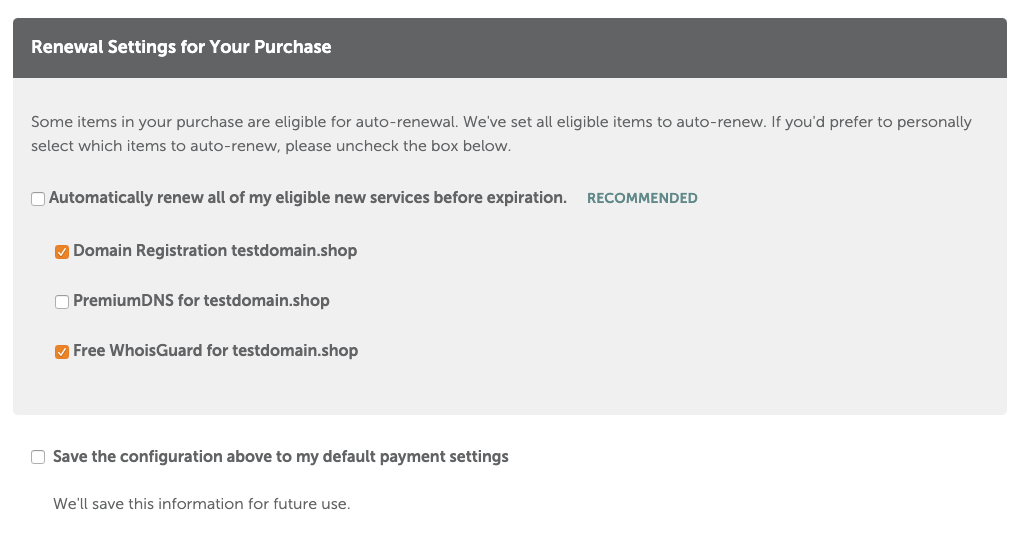 Renewal Settings for Your Purchase
Some items in your purchase are eligible for auto-renewal. We've set all eligible items to auto-renew. If you'd prefer to personally
select which items to auto-renew, please uncheck the box below.
Automatically renew all of my eligible new services before expiration. RECOMMENDED
Domain Registration testdomain.shop
PremiumDNS for testdomain.shop
Free WhoisGuard for testdomain.shop
Save the configuration above to my default payment settings
We'll save this information for future use.